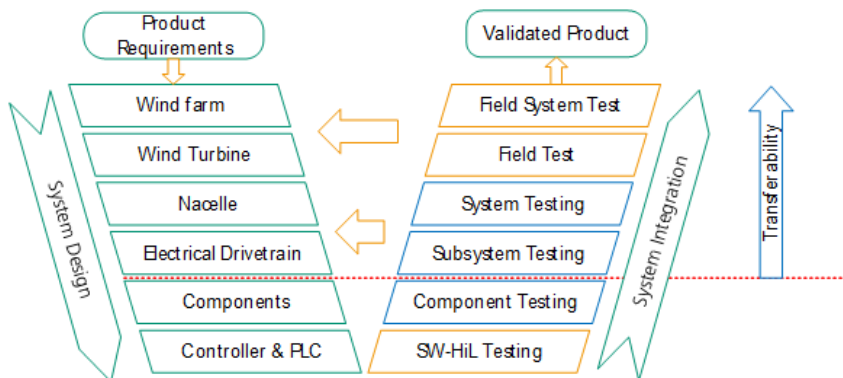 Product
Requirements
Validated Product
Wind farm
Field System Test
Wind Turbine
Field Test
Nacelle
System Testing
Electrical Drivetrain
Subsystem Testing
Components
Component Testing
Controller & PLC
SW-HiL Testing
System Design
System Integration
Transferability